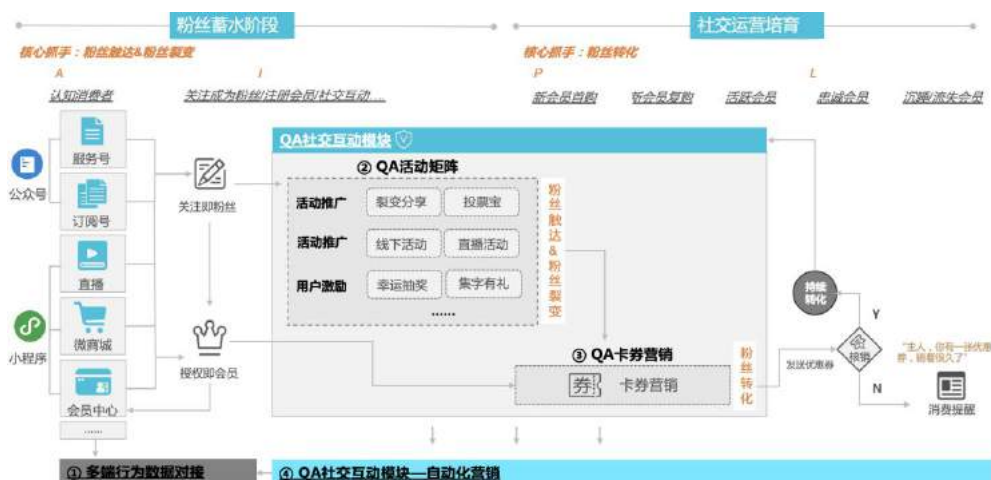 粉丝蓄水阶段
社交运营培育
核心抓手：粉丝触达&粉丝裂变
核心抓手：粉丝转化
A
I
P
L
认知消费者
关注成为粉丝/注册会员/社交互动…
新会员首购
新会员复购
活跃会员
忠诚会员
沉睡/流失会员
公众号
小程序
服务号
订阅号
直播
微商城
会员中心
……
关注即粉丝
授权即会员
QA社交互动模块
② QA活动矩阵
活动推广
裂变分享
投票宝
活动推广
线下活动
直播活动
用户激励
幸运抽奖
集字有礼
……
粉丝触达&粉丝裂变
③ QA卡券营销
券
卡券营销
粉丝转化
发送优惠券
持续
转化
核销
Y
N
"主人，你有一张优惠
券，销售很久了"
消费提醒
① 多端行为数据对接
④ QA社交互动模块—自动化营销